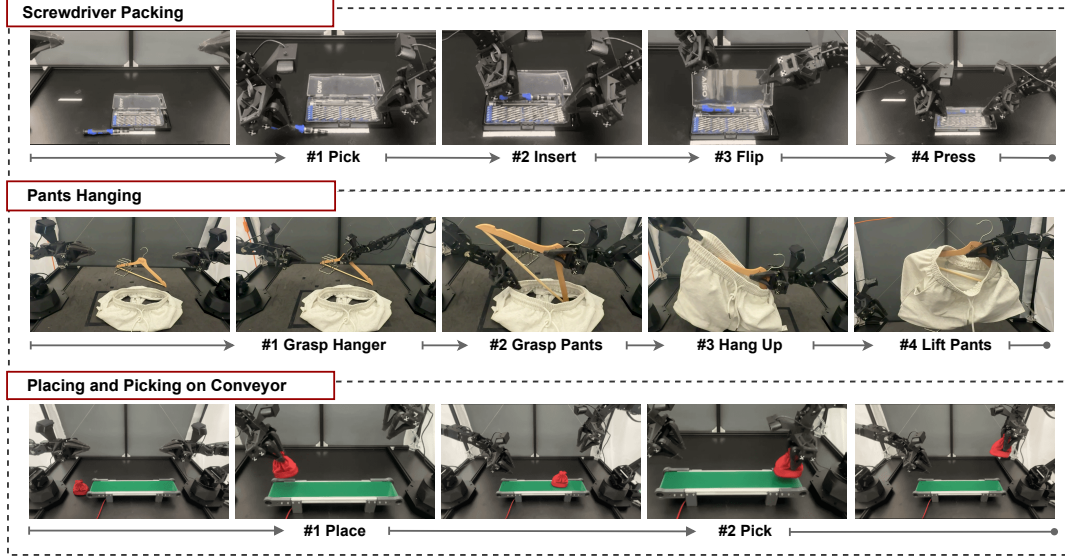 Screwdriver Packing
#1 Pick
#2 Insert
#3 Flip
#4 Press
Pants Hanging
#1 Grasp Hanger
#2 Grasp Pants
#3 Hang Up
#4 Lift Pants
Placing and Picking on Conveyor
#1 Place
#2 Pick